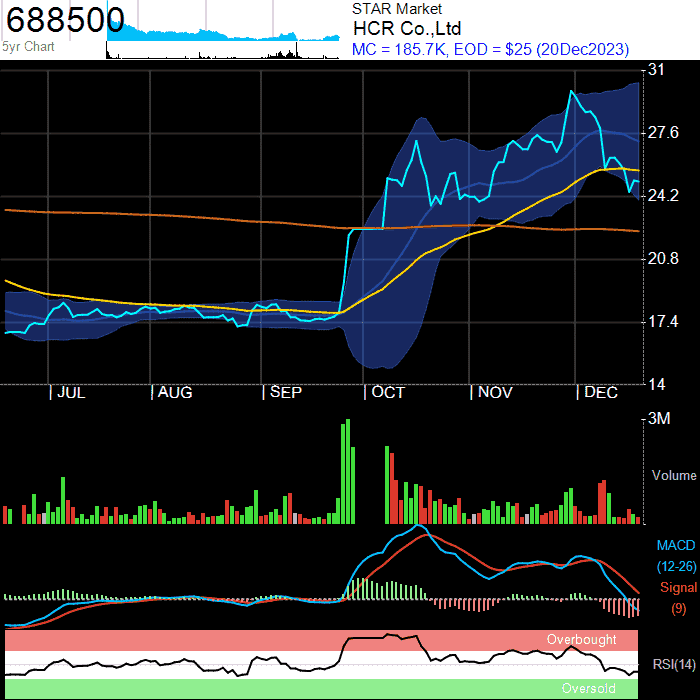 688500
5yr Chart
STAR Market
HCR Co.,Ltd
MC = 185.7K, EOD = $25 (20Dec2023)
31
27.6
24.2
20.8
17.4
14
| JUL | AUG | SEP | OCT | NOV | DEC
3M
Volume
MACD
(12-26)
Signal
(9)
Overbought
RSI(14)
Oversold